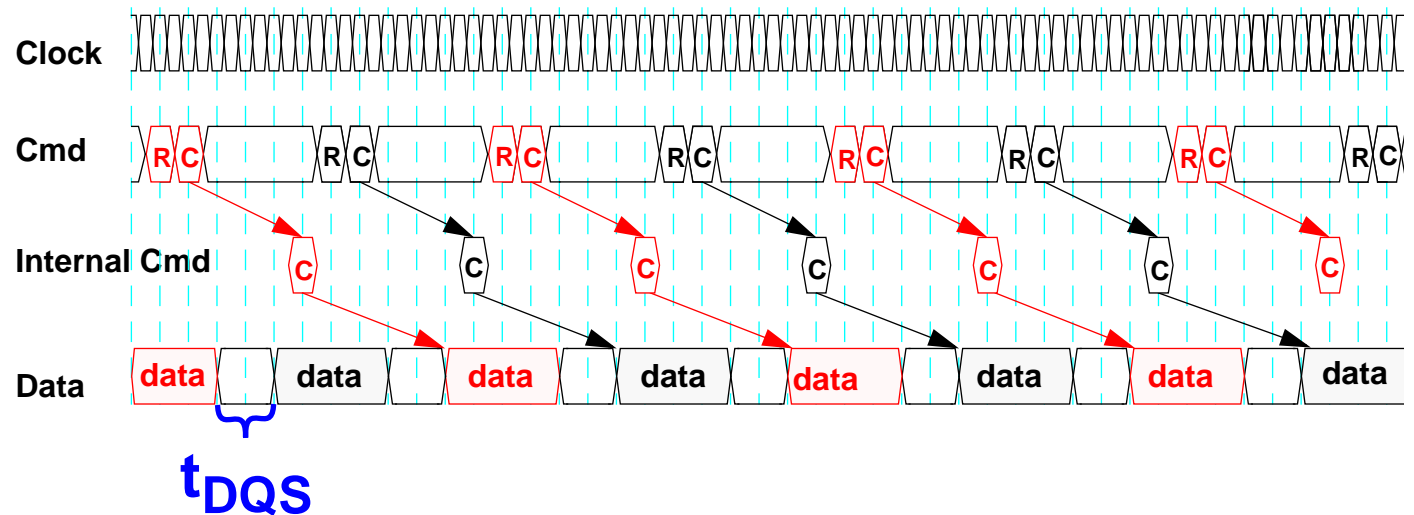 Clock
Cmd R C R C R C R C R C R C R C R C
Internal Cmd C C C C C C C
Data data data data data data data data data
tDQS